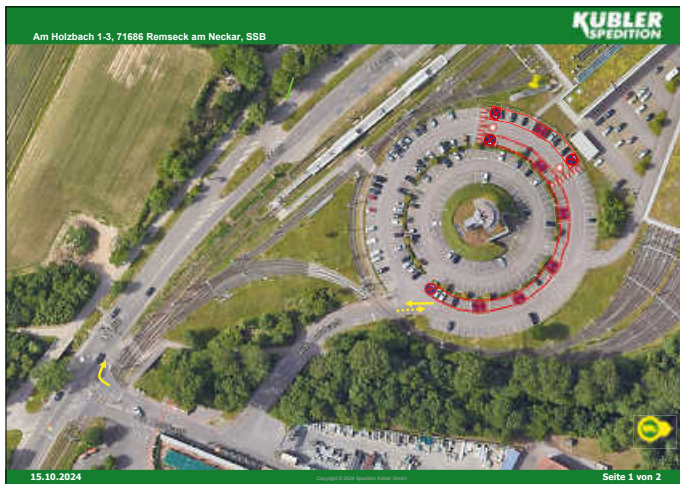 KÜBLER
SPEDITION
Am Holzbach 1-3, 71686 Remseck am Neckar, SSB
15.10.2024
Copyright © 2024 Spedition Kübler GmbH
Seite 1 von 2